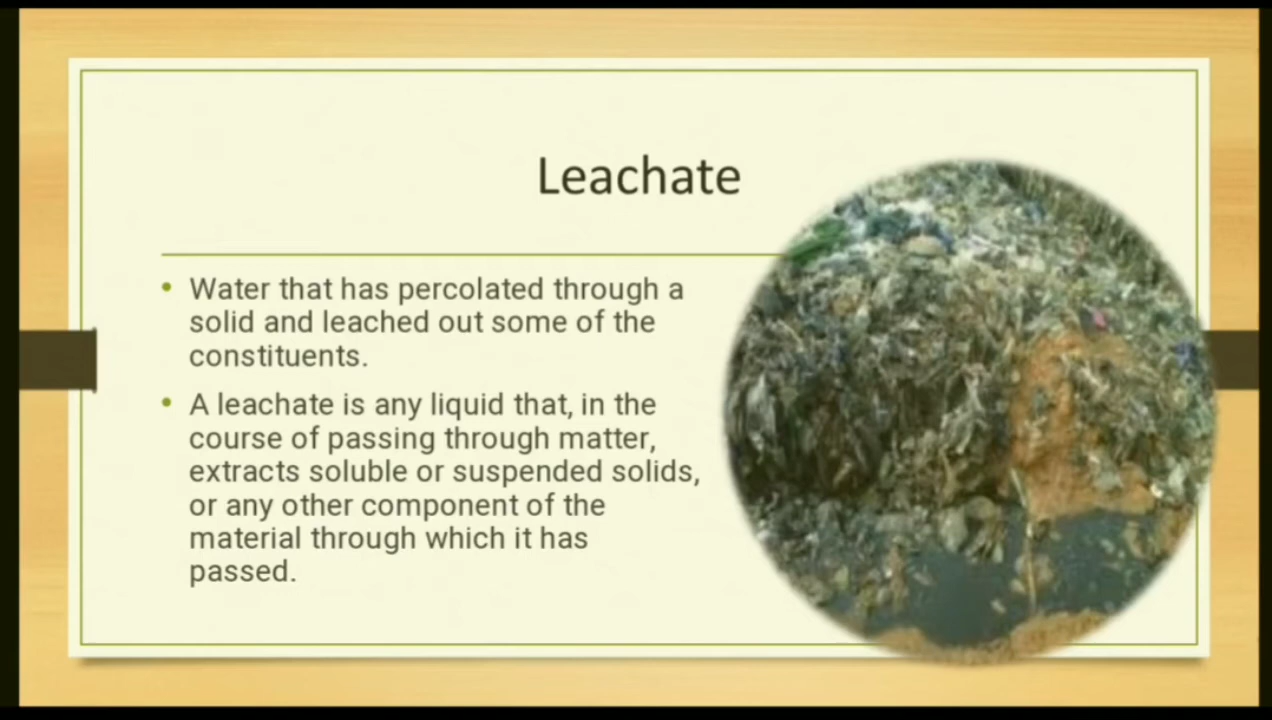 Leachate
• Water that has percolated through a
solid and leached out some of the
constituents.
• A leachate is any liquid that, in the
course of passing through matter,
extracts soluble or suspended solids,
or any other component of the
material through which it has
passed.